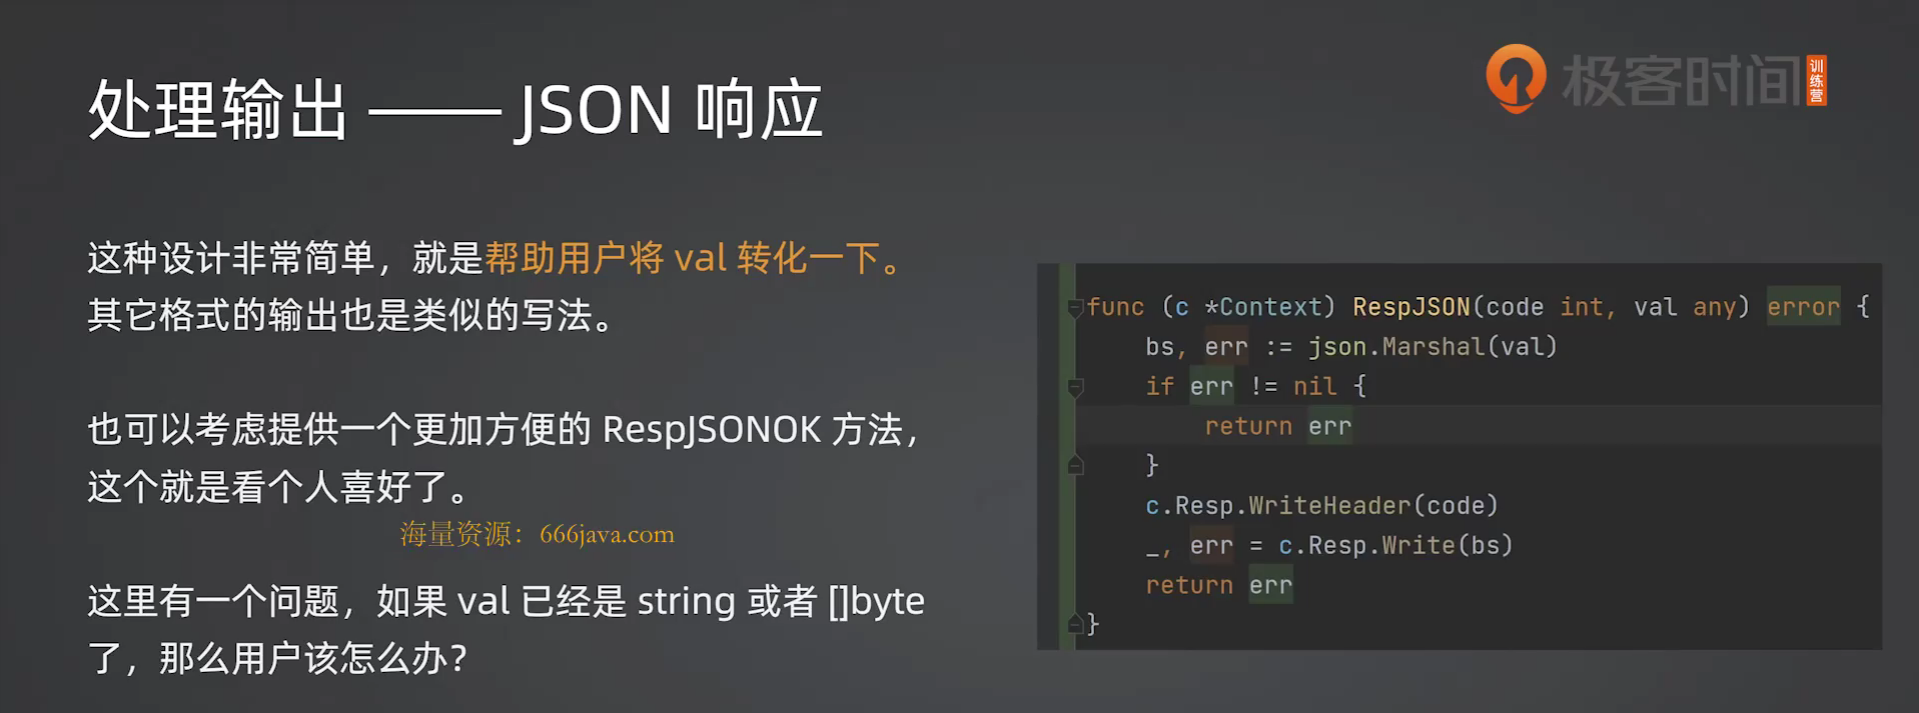 处理输出 —— JSON 响应
极客时间
训练营
这种设计非常简单，就是帮助用户将 val 转化一下。
其它格式的输出也是类似的写法。
也可以考虑提供一个更加方便的 RespJSONOK 方法，
这个就是看个人喜好了。
海量资源：666java.com
这里有一个问题，如果 val 已经是 string 或者 []byte
了，那么用户该怎么办？
func (c *Context) RespJSON(code int, val any) error {
    bs, err := json.Marshal(val)
    if err != nil {
        return err
    }
    c.Resp.WriteHeader(code)
    _, err = c.Resp.Write(bs)
    return err
}